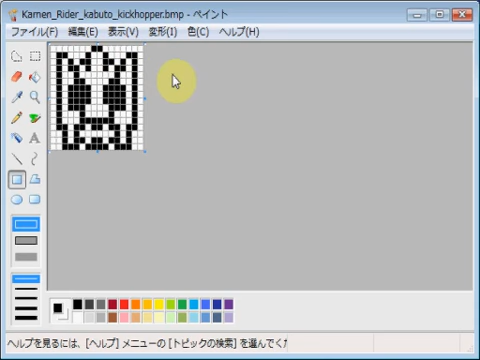 Kamen_Rider_kabuto_kickhopper.bmp - ペイント
ファイル(F) 編集(E) 表示(V) 変形(I) 色(C) ヘルプ(H)
A
ヘルプを見るには、[ヘルプ] メニューの [トピックの検索] を選んでくだ